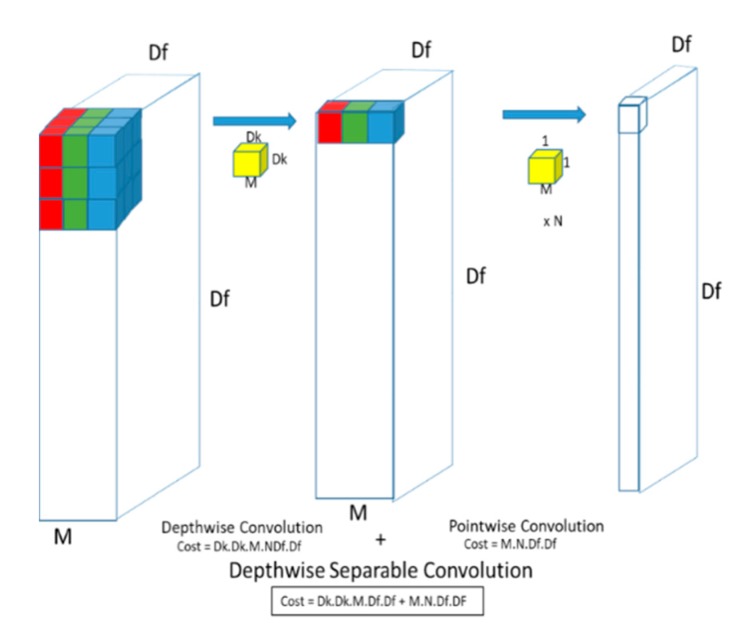 Df
Df
Df
Dk
Dk
M
1
1
M
x N
Df
Df
Df
M
M
Depthwise Convolution
Cost = Dk.Dk.M.NDf.Df
+
Pointwise Convolution
Cost = M.N.Df.Df
Depthwise Separable Convolution
Cost = Dk.Dk.M.Df.Df + M.N.Df.DF